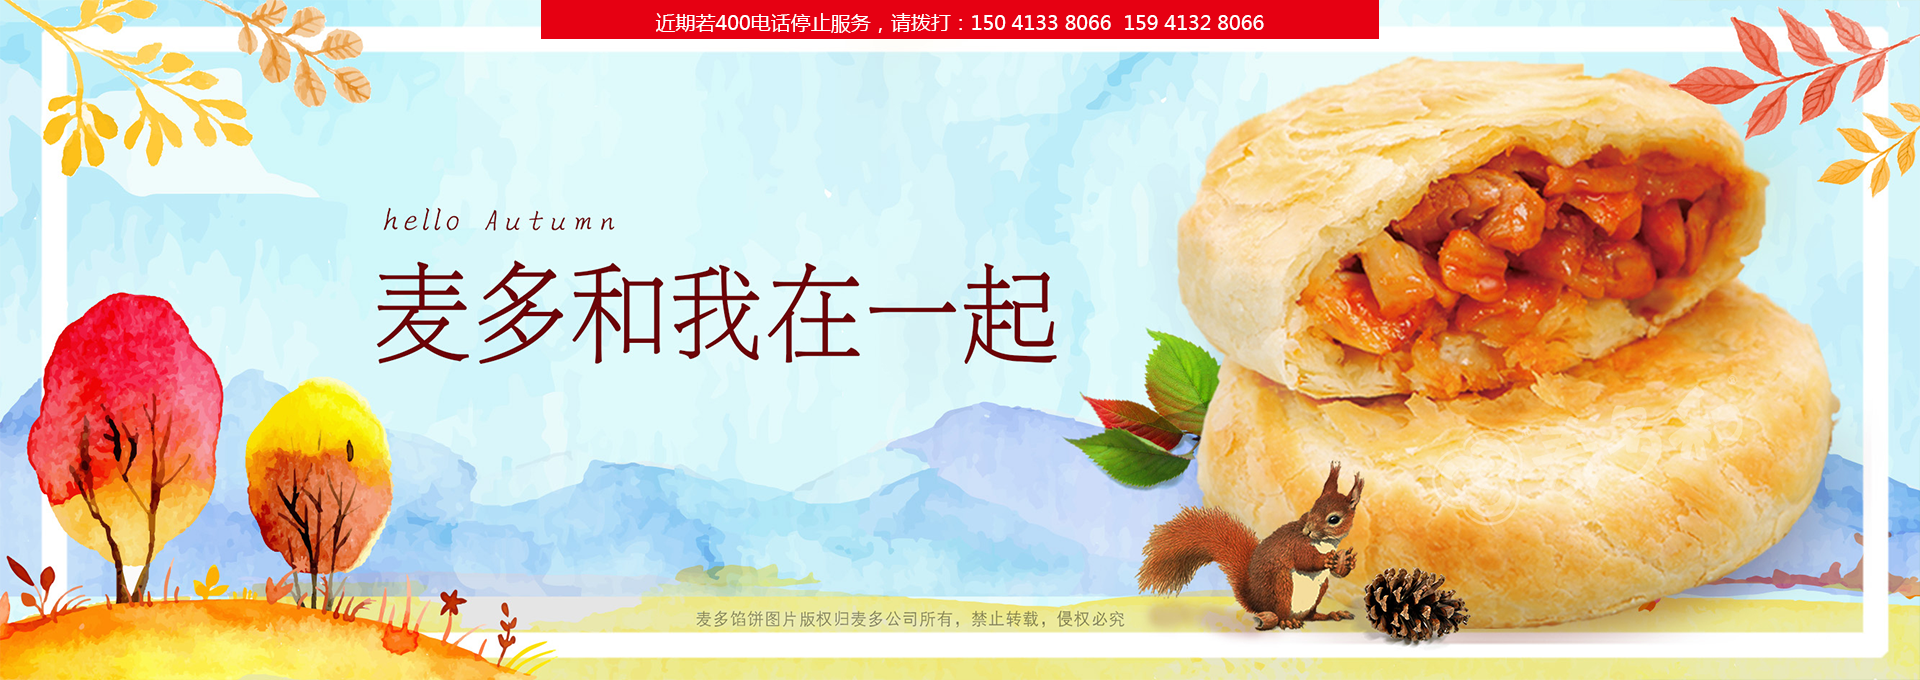 近期若400电话停止服务，请拨打：150 4133 8066  159 4132 8066
hello Autumn
麦多和我在一起
麦多馅饼图片版权归麦多公司所有，禁止转载，侵权必究